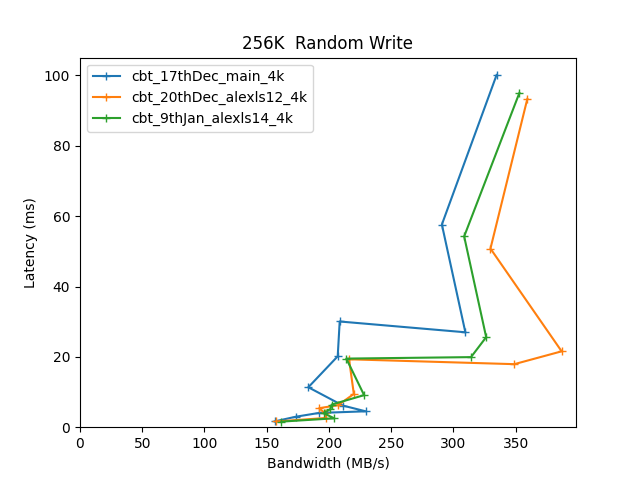 256K  Random Write
cbt_17thDec_main_4k
cbt_20thDec_alexls12_4k
cbt_9thJan_alexls14_4k
Latency (ms)
100
80
60
40
20
0
0 50 100 150 200 250 300 350
Bandwidth (MB/s)